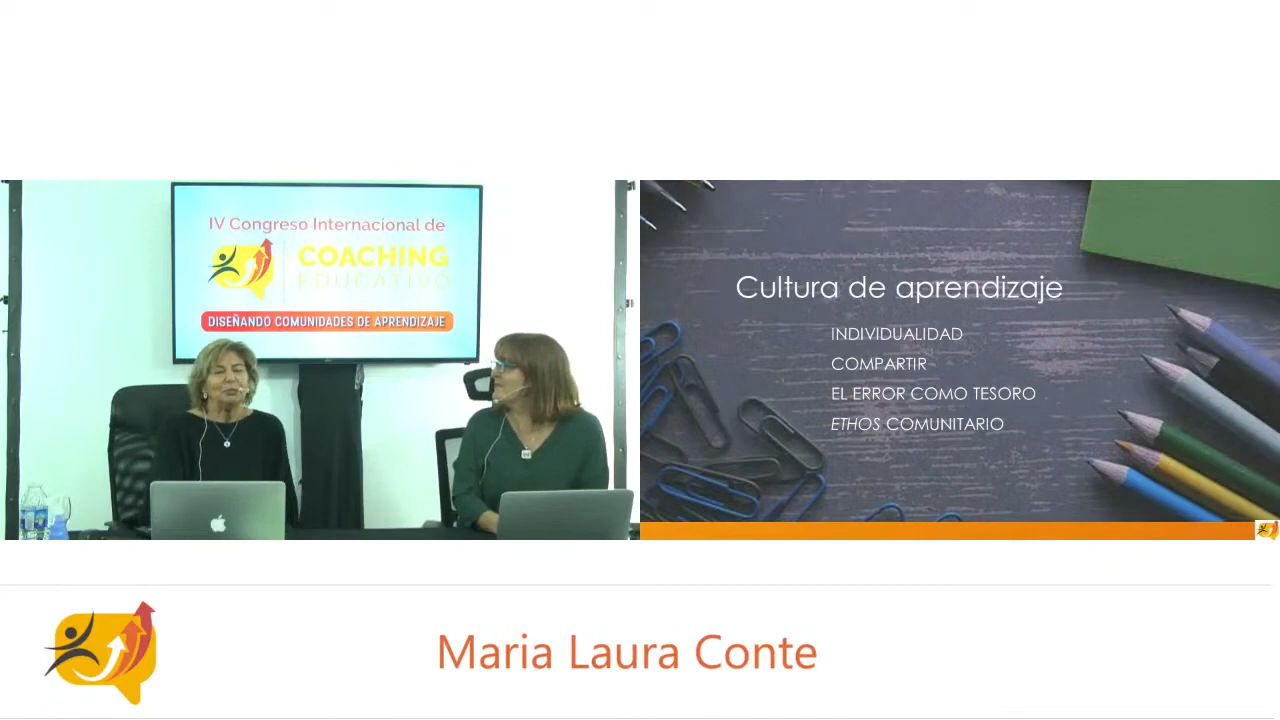 IV Congreso Internacional de
COACHING
EDUCATIVO
DISEÑANDO COMUNIDADES DE APRENDIZAJE
Cultura de aprendizaje
INDIVIDUALIDAD
COMPARTIR
EL ERROR COMO TESORO
ETHOS COMUNITARIO
Maria Laura Conte